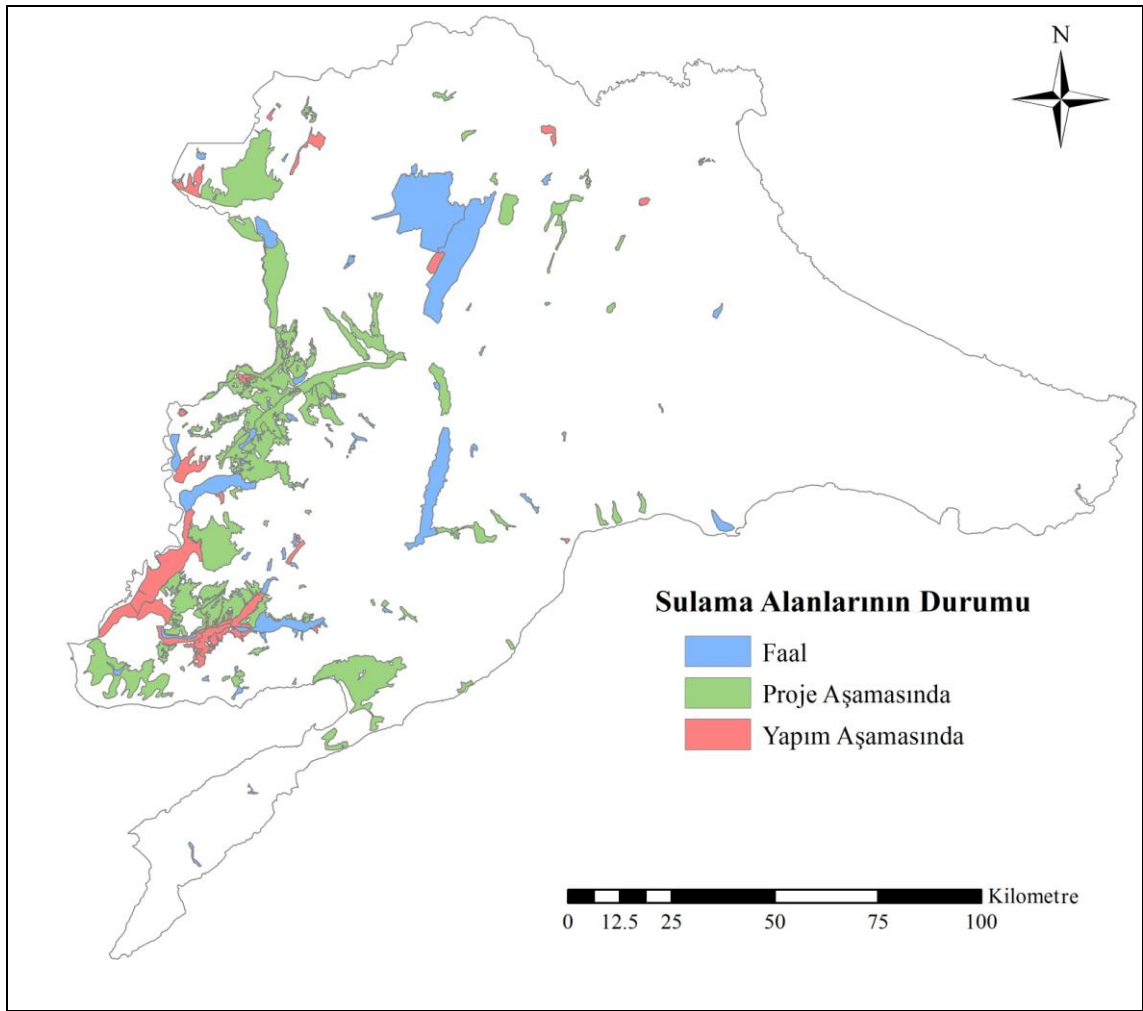 N
Sulama Alanlarının Durumu
Faal
Proje Aşamasında
Yapım Aşamasında
Kilometre
0 12.5 25 50 75 100